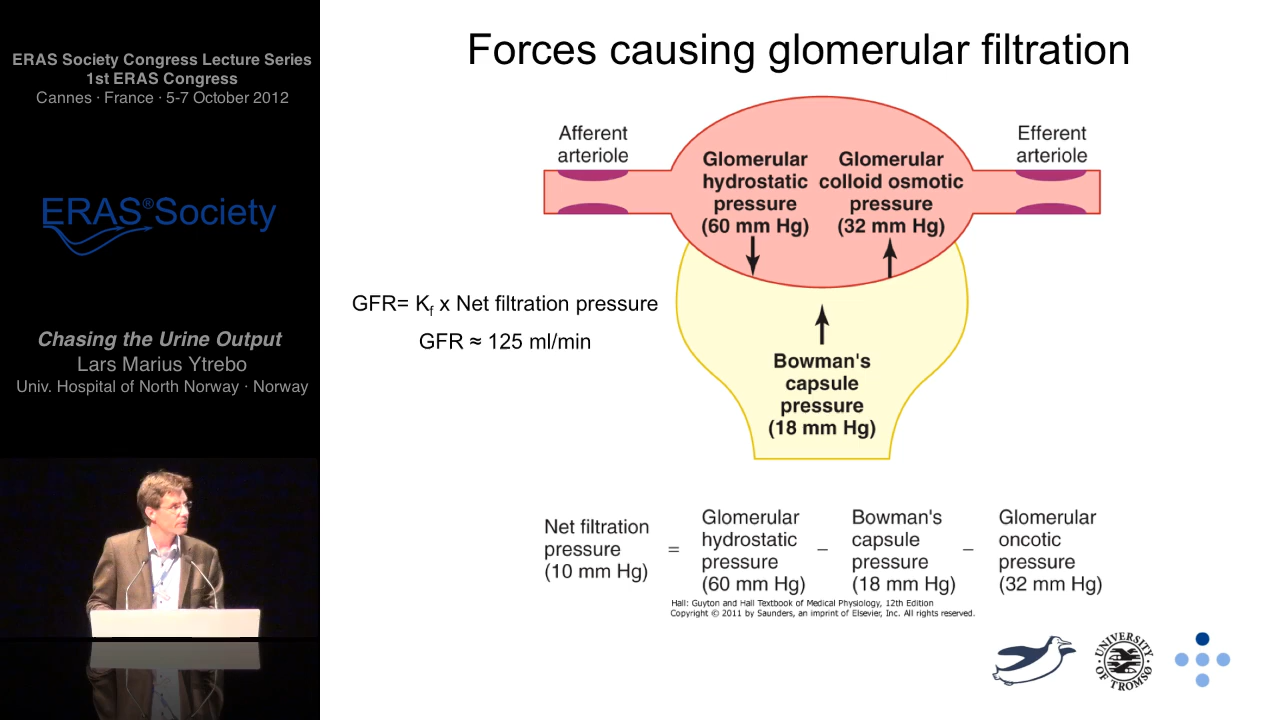 ERAS Society Congress Lecture Series
1st ERAS Congress
Cannes · France · 5-7 October 2012
ERAS®Society
Chasing the Urine Output
Lars Marius Ytrebo
Univ. Hospital of North Norway · Norway
Forces causing glomerular filtration
Afferent
arteriole
Efferent
arteriole
Glomerular
hydrostatic
pressure
(60 mm Hg)
Glomerular
colloid osmotic
pressure
(32 mm Hg)
GFR= Kf x Net filtration pressure
GFR ≈ 125 ml/min
Bowman's
capsule
pressure
(18 mm Hg)
Net filtration
pressure
(10 mm Hg)
=
Glomerular
hydrostatic
pressure
(60 mm Hg)
–
Bowman's
capsule
pressure
(18 mm Hg)
–
Glomerular
oncotic
pressure
(32 mm Hg)
Hall: Guyton and Hall Textbook of Medical Physiology, 12th Edition
Copyright © 2011 by Saunders, an imprint of Elsevier, Inc. All rights reserved.
UNIVERSITY
OF TROMSØ